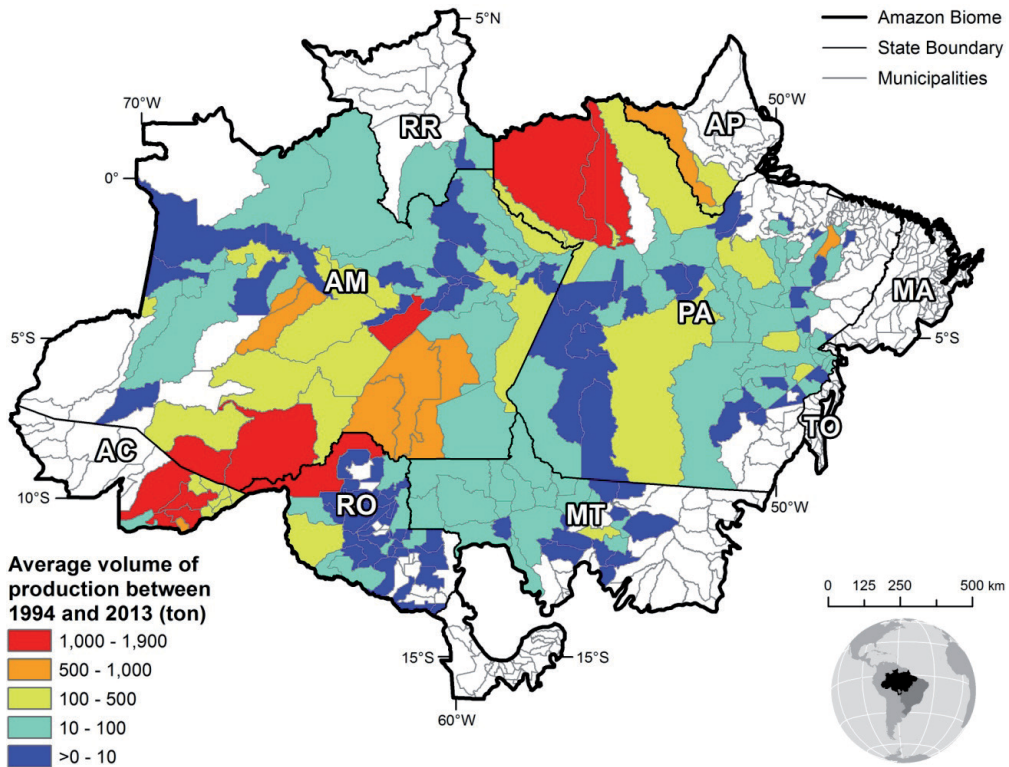 5°N
Amazon Biome
State Boundary
Municipalities
70°W
50°W
RR
AP
0°
AM
PA
MA
5°S
5°S
TO
AC
10°S
RO
MT
50°W
Average volume of
production between
1994 and 2013 (ton)
1,000 - 1,900
500 - 1,000
100 - 500
10 - 100
>0 - 10
0 125 250 500 km
15°S
15°S
60°W